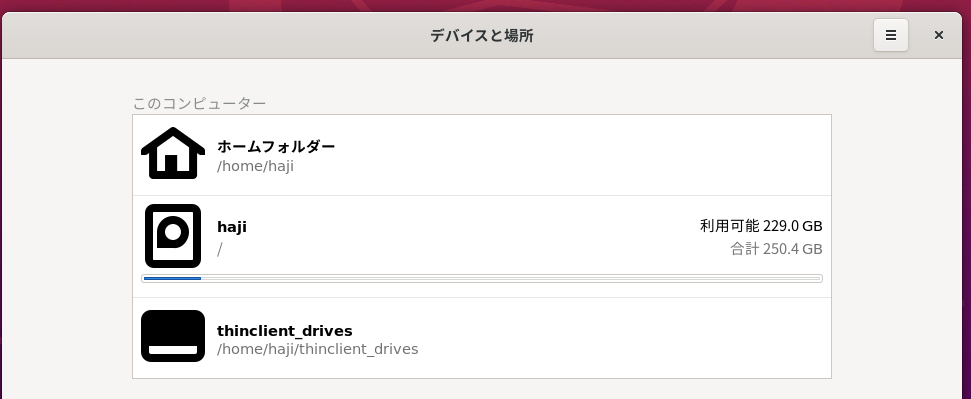 デバイスと場所
このコンピューター
ホームフォルダー
/home/haji
haji
利用可能 229.0 GB
/
合計 250.4 GB
thinclient_drives
/home/haji/thinclient_drives